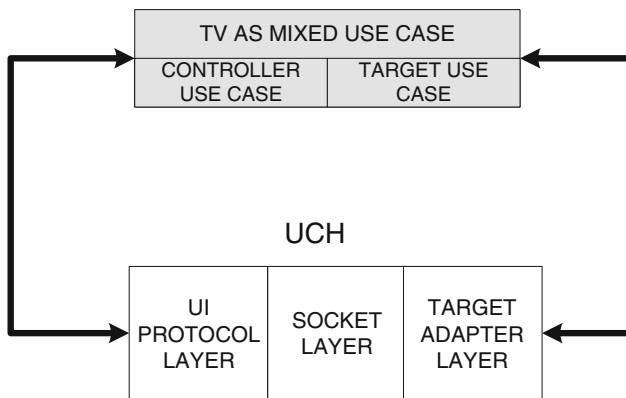 TV AS MIXED USE CASE
CONTROLLER
USE CASE
TARGET USE
CASE
UCH
UI
PROTOCOL
LAYER
SOCKET
LAYER
TARGET
ADAPTER
LAYER